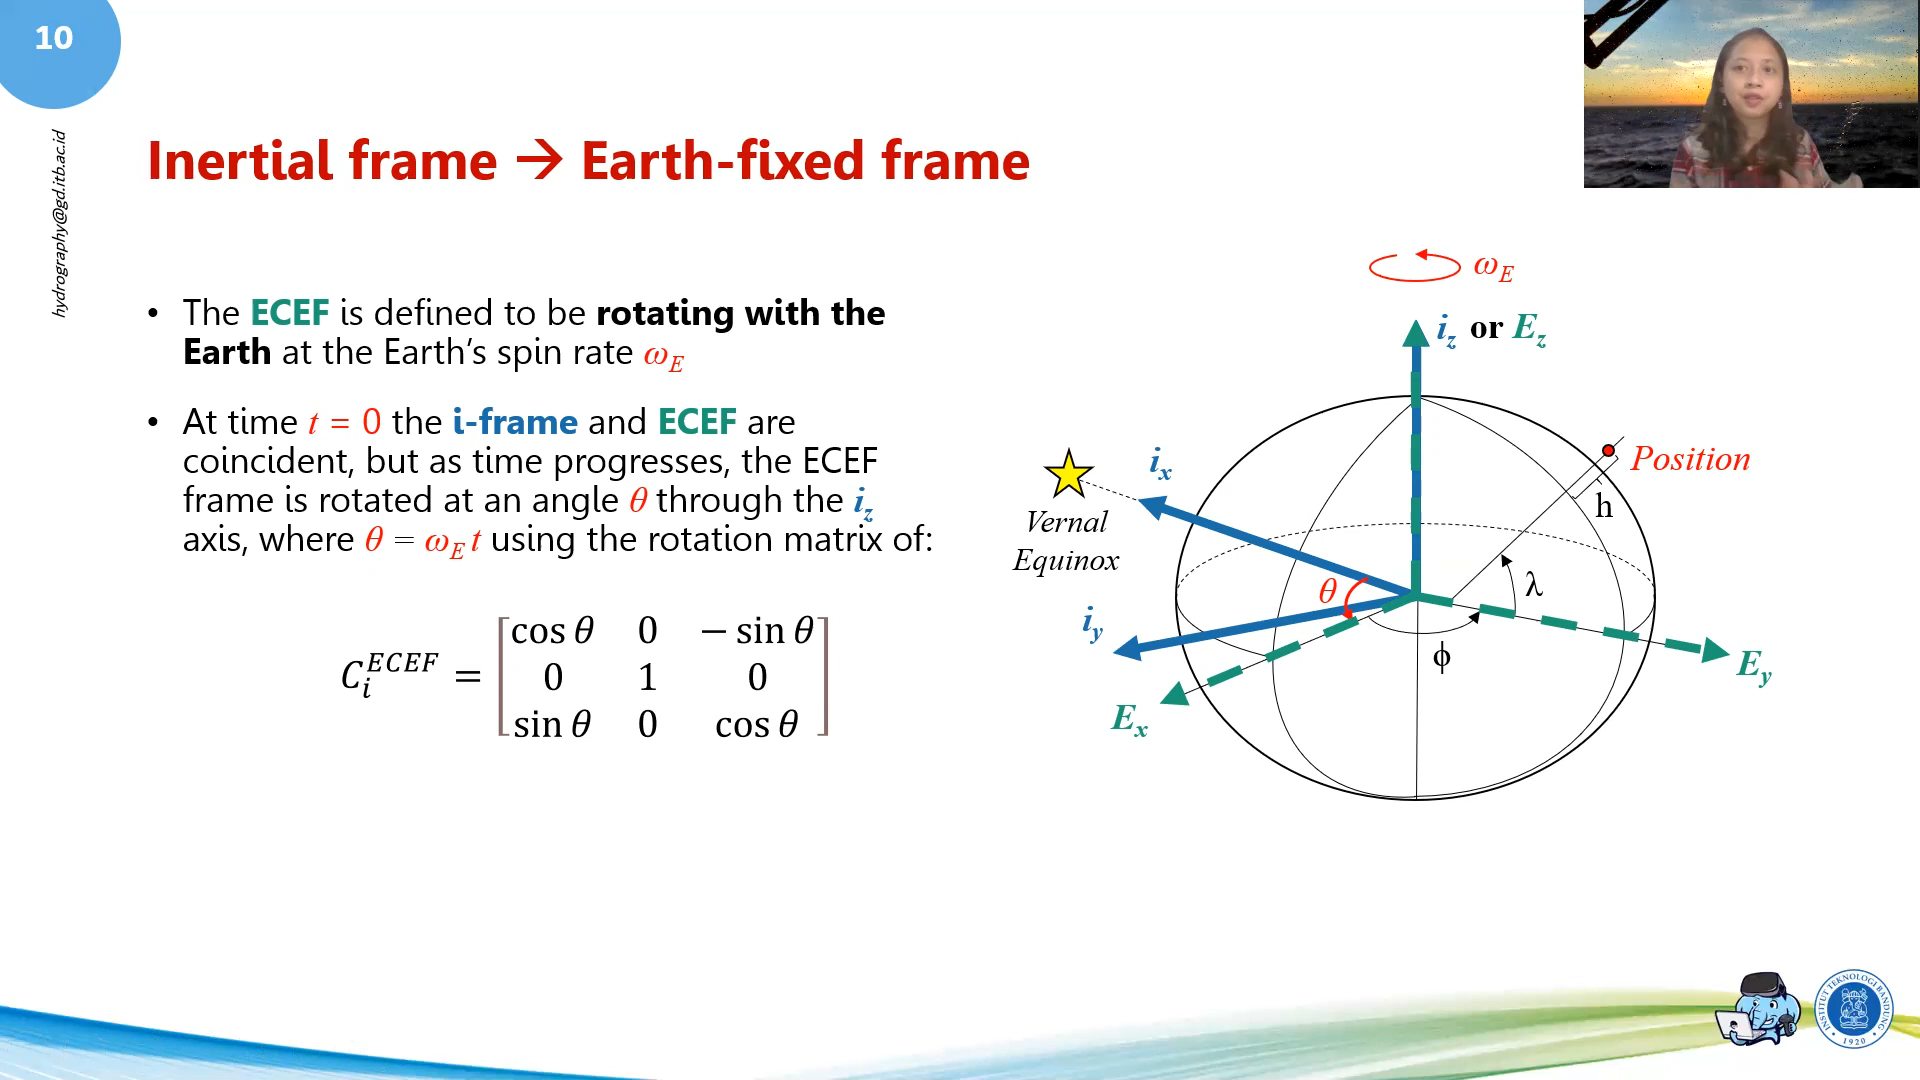 10
hydrography@gd.itb.ac.id
Inertial frame → Earth-fixed frame
• The ECEF is defined to be rotating with the
Earth at the Earth's spin rate ω_E
• At time t = 0 the i-frame and ECEF are
coincident, but as time progresses, the ECEF
frame is rotated at an angle θ through the i_z
axis, where θ = ω_E t using the rotation matrix of:
C_i^ECEF =
cos θ 0 − sin θ
0 1 0
sin θ 0 cos θ
ω_E
i_z or E_z
i_x
Position
h
Vernal
Equinox
θ
λ
i_y
ϕ
E_y
E_x
INSTITUT TEKNOLOGI BANDUNG
1920